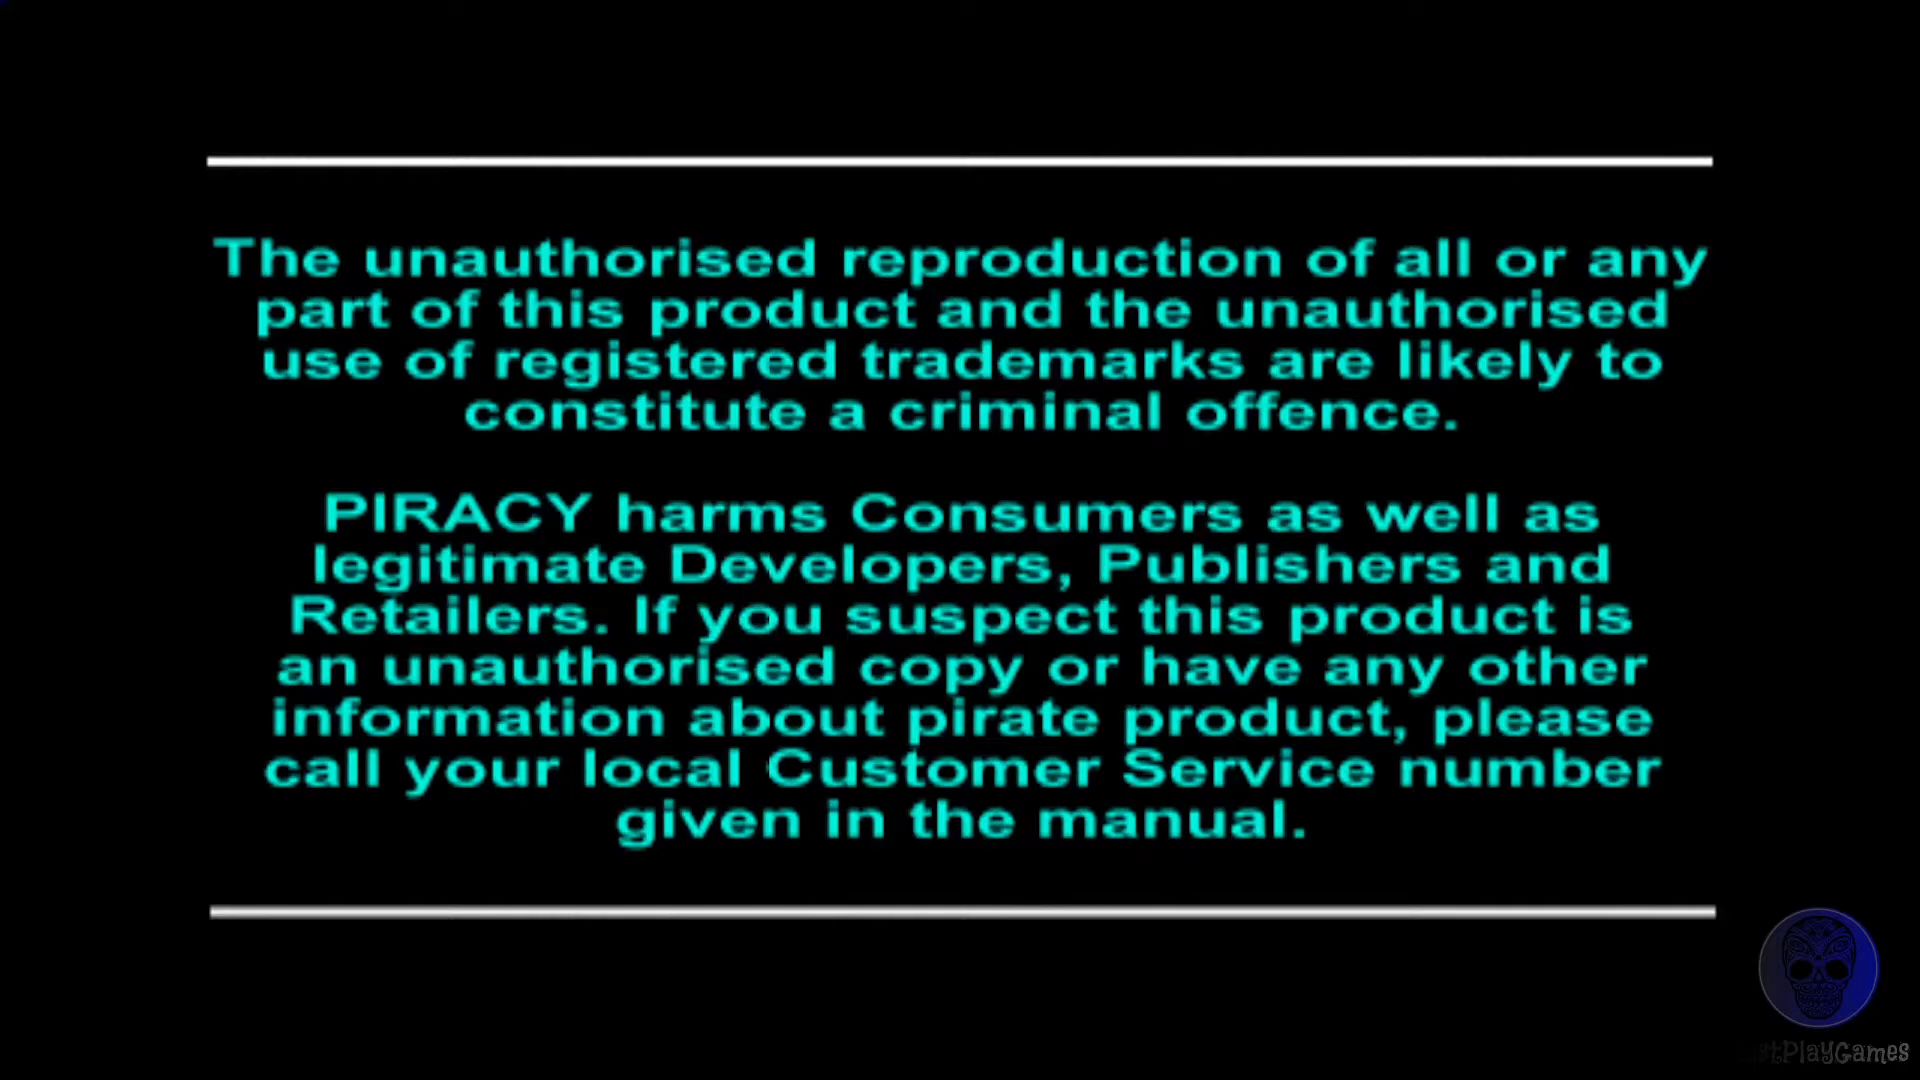 The unauthorised reproduction of all or any
part of this product and the unauthorised
use of registered trademarks are likely to
constitute a criminal offence.
PIRACY harms Consumers as well as
legitimate Developers, Publishers and
Retailers. If you suspect this product is
an unauthorised copy or have any other
information about pirate product, please
call your local Customer Service number
given in the manual.